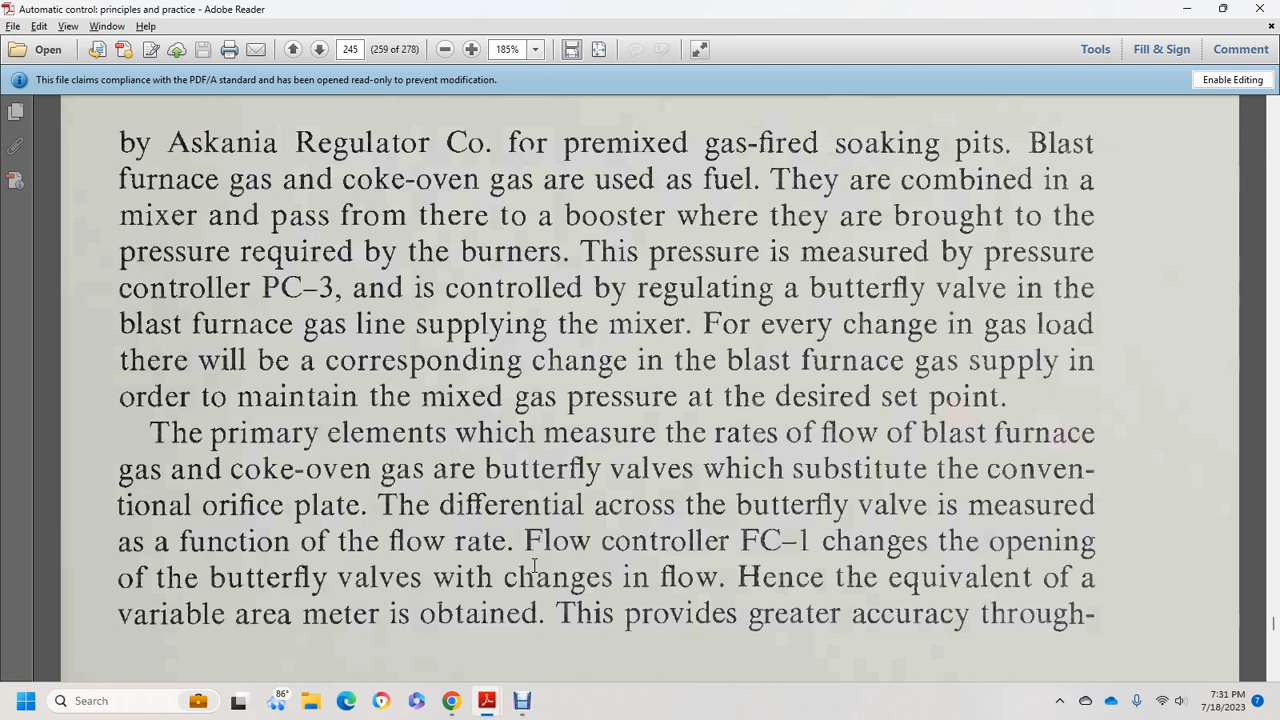 Automatic control: principles and practice - Adobe Reader
File Edit View Window Help
Open 245 (259 of 278) 185% Tools Fill & Sign Comment
This file claims compliance with the PDF/A standard and has been opened read-only to prevent modification. Enable Editing
by Askania Regulator Co. for premixed gas-fired soaking pits. Blast
furnace gas and coke-oven gas are used as fuel. They are combined in a
mixer and pass from there to a booster where they are brought to the
pressure required by the burners. This pressure is measured by pressure
controller PC–3, and is controlled by regulating a butterfly valve in the
blast furnace gas line supplying the mixer. For every change in gas load
there will be a corresponding change in the blast furnace gas supply in
order to maintain the mixed gas pressure at the desired set point.
The primary elements which measure the rates of flow of blast furnace
gas and coke-oven gas are butterfly valves which substitute the conven-
tional orifice plate. The differential across the butterfly valve is measured
as a function of the flow rate. Flow controller FC–1 changes the opening
of the butterfly valves with changes in flow. Hence the equivalent of a
variable area meter is obtained. This provides greater accuracy through-
Search 86° 7:31 PM
7/18/2023 7